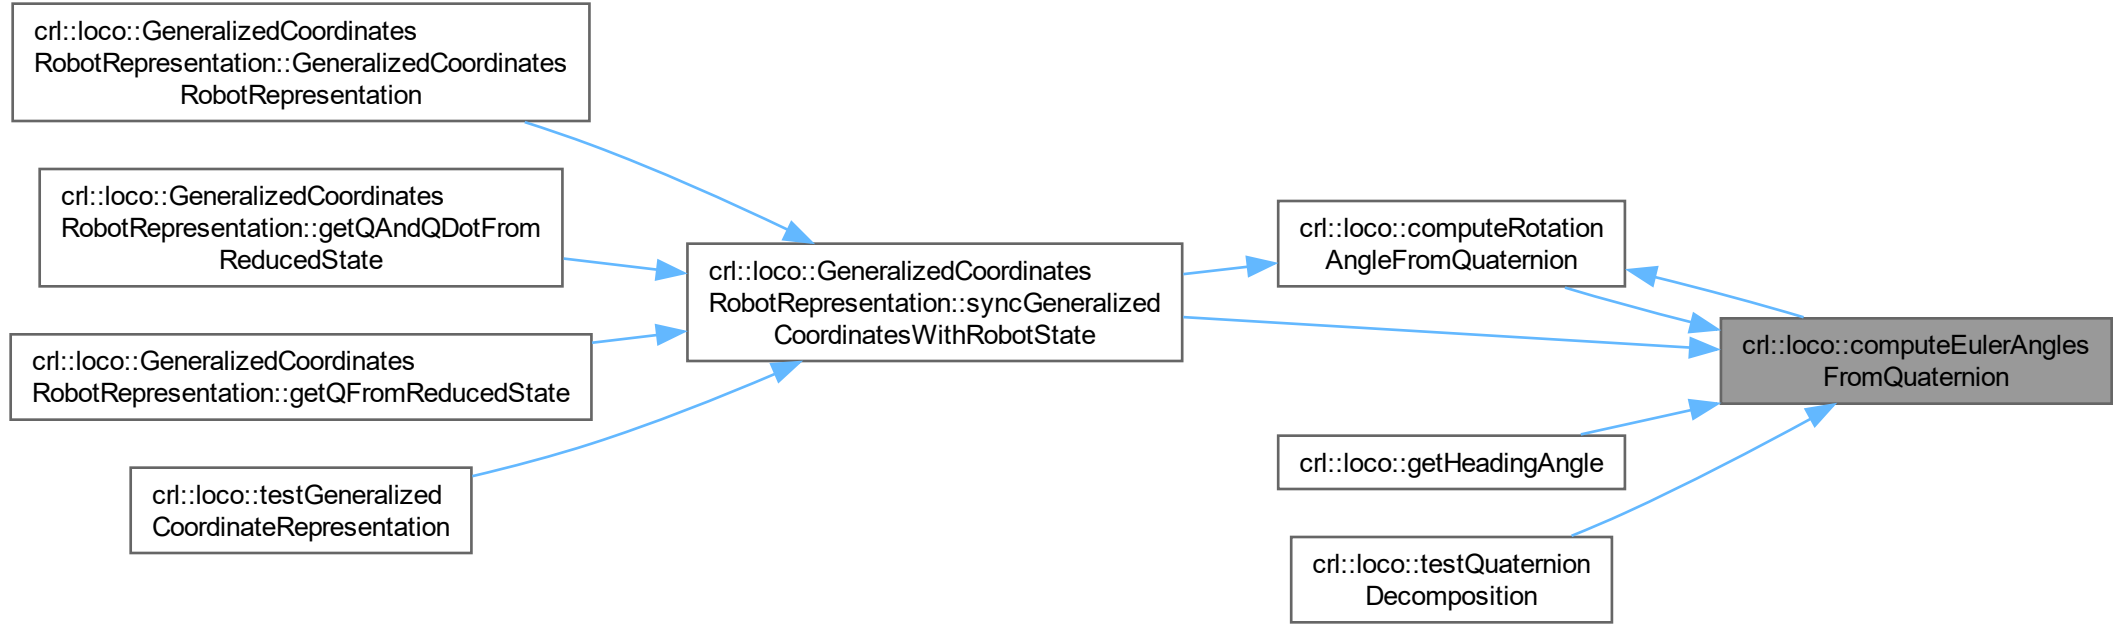 crl::loco::GeneralizedCoordinates
RobotRepresentation::GeneralizedCoordinates
RobotRepresentation
crl::loco::GeneralizedCoordinates
RobotRepresentation::getQAndQDotFrom
ReducedState
crl::loco::GeneralizedCoordinates
RobotRepresentation::getQFromReducedState
crl::loco::testGeneralized
CoordinateRepresentation
crl::loco::GeneralizedCoordinates
RobotRepresentation::syncGeneralized
CoordinatesWithRobotState
crl::loco::computeRotation
AngleFromQuaternion
crl::loco::getHeadingAngle
crl::loco::testQuaternion
Decomposition
crl::loco::computeEulerAngles
FromQuaternion